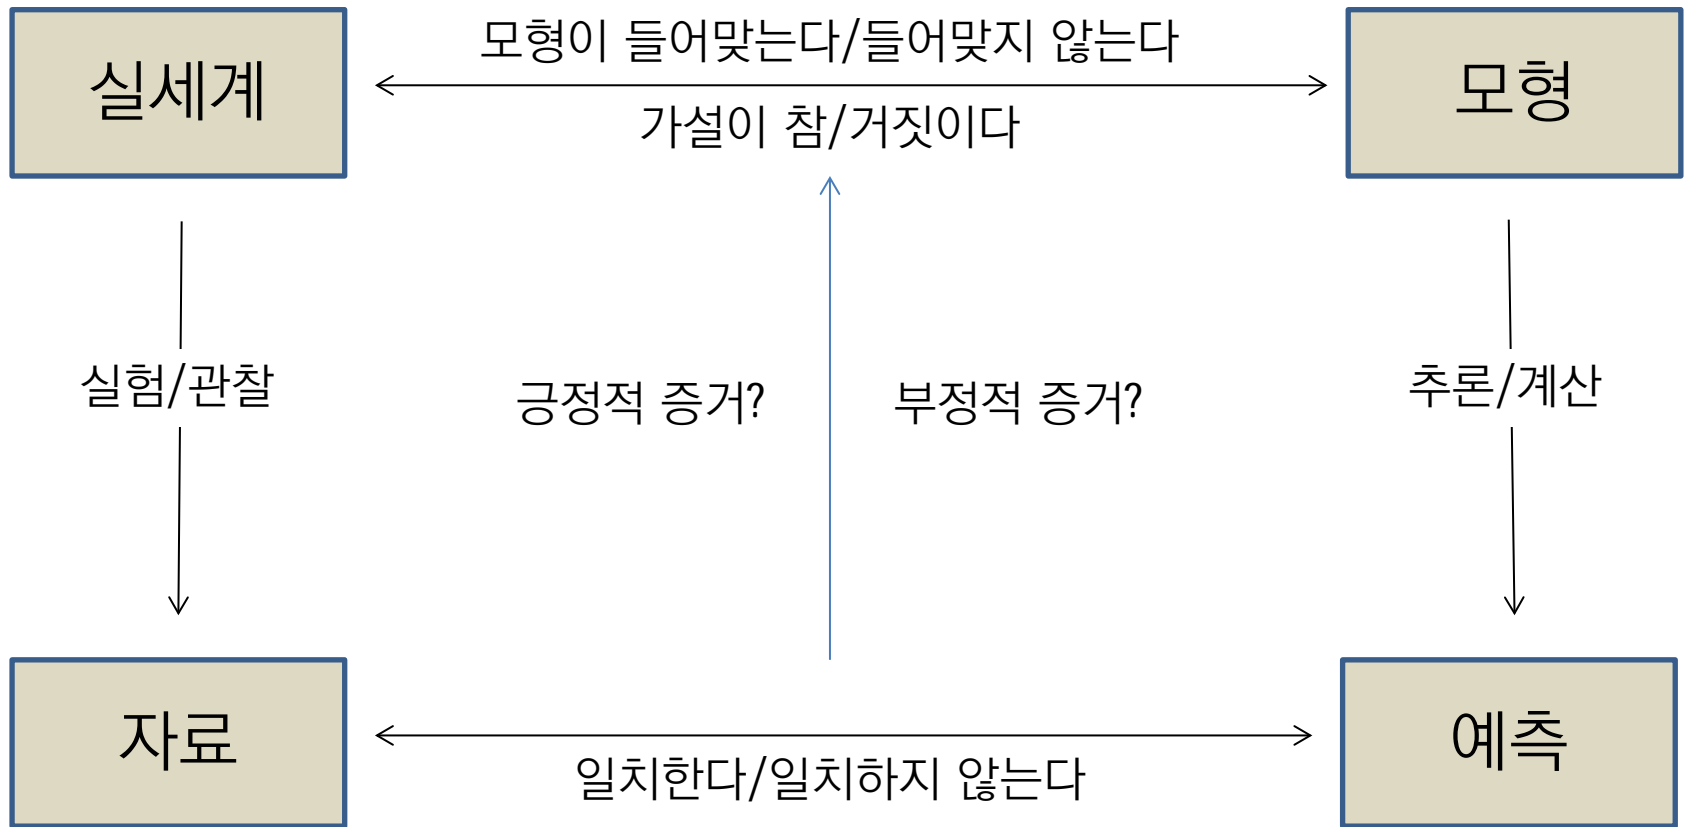 모형이 들어맞는다/들어맞지 않는다
실세계
모형
가설이 참/거짓이다
실험/관찰
긍정적 증거?
부정적 증거?
추론/계산
자료
예측
일치한다/일치하지 않는다